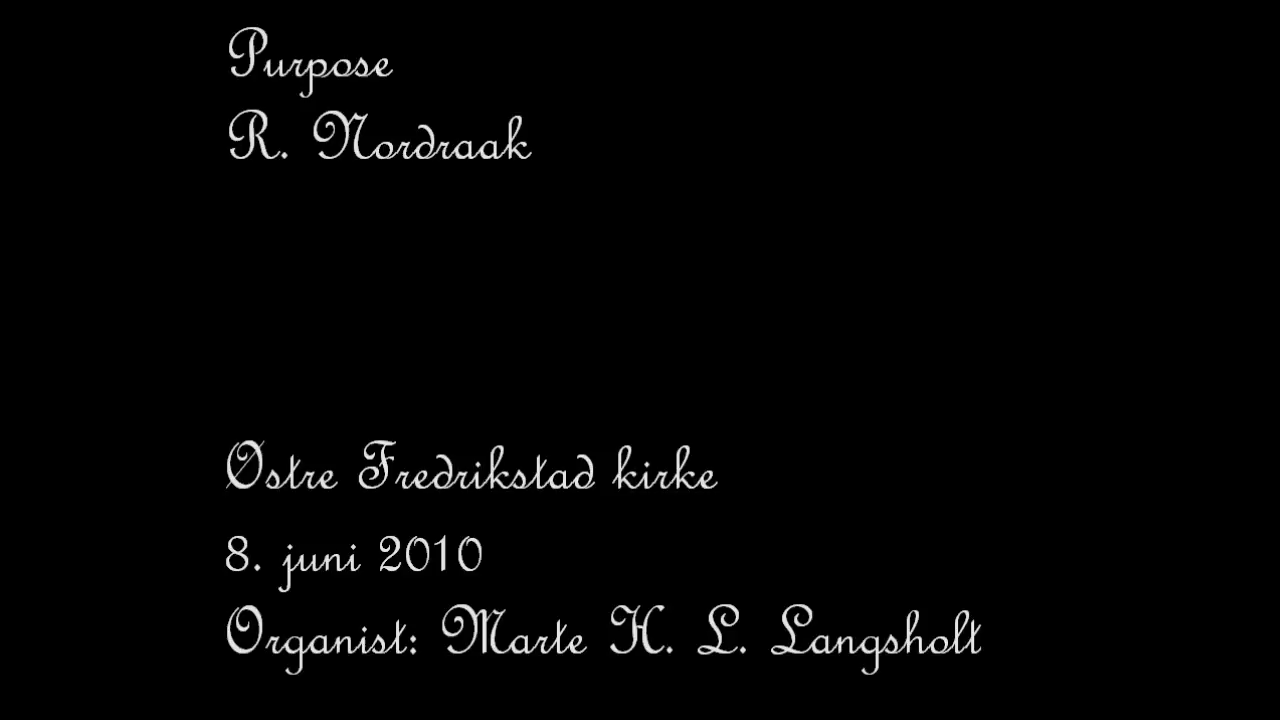 Purpose
R. Nordraak
Østre Fredrikstad kirke
8. juni 2010
Organist: Marte H. L. Langsholt